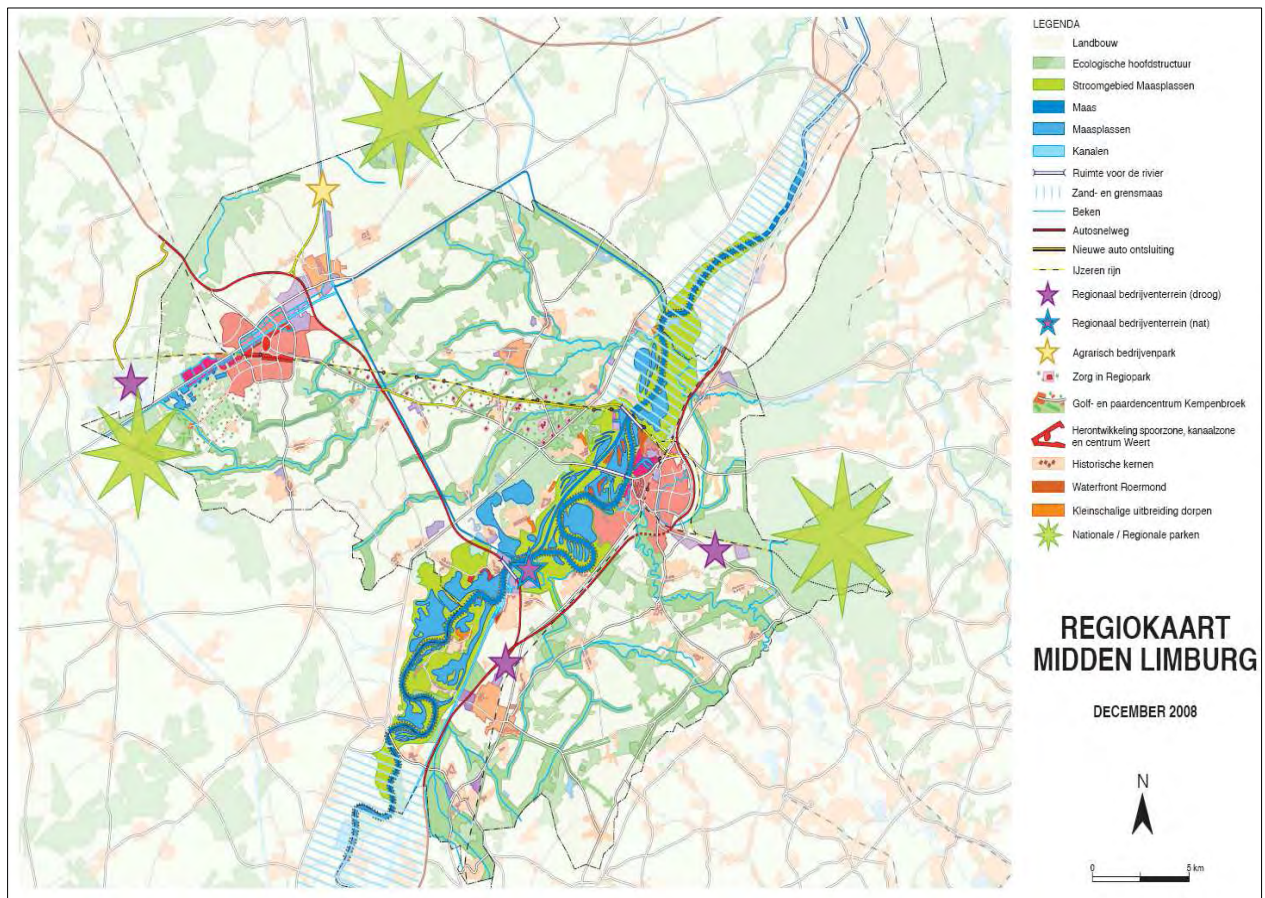 LEGENDA
Landbouw
Ecologische hoofdstructuur
Stroomgebied Maasplassen
Maas
Maasplassen
Kanalen
Ruimte voor de rivier
Zand- en grensmaas
Beken
Autosnelweg
Nieuwe auto ontsluiting
IJzeren rijn
Regionaal bedrijventerrein (droog)
Regionaal bedrijventerrein (nat)
Agrarisch bedrijvenpark
Zorg in Regiopark
Golf- en paardencentrum Kempenbroek
Herontwikkeling spoorzone, kanaalzone
en centrum Weert
Historische kernen
Waterfront Roermond
Kleinschalige uitbreiding dorpen
Nationale / Regionale parken
REGIOKAART
MIDDEN LIMBURG
DECEMBER 2008
N
0 5 km